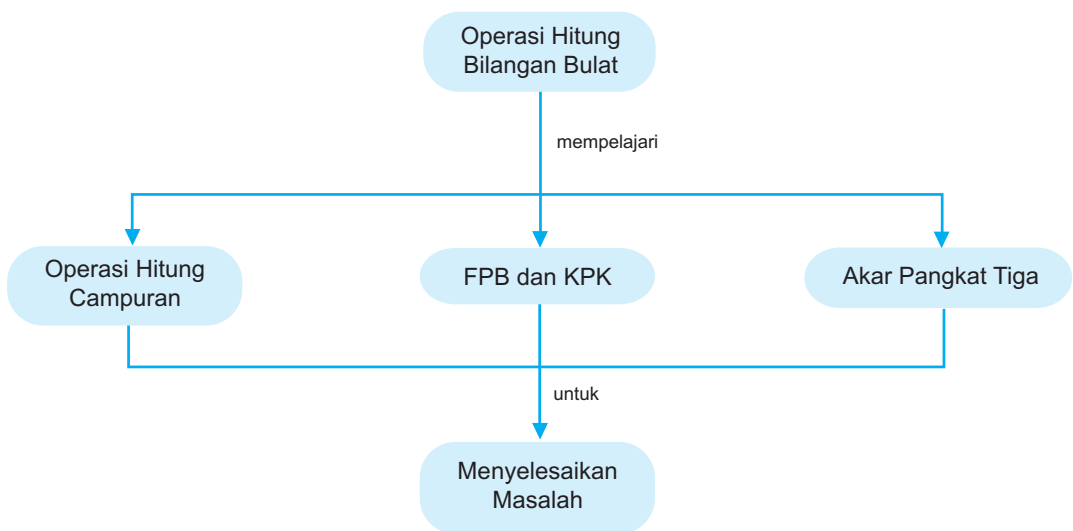 Operasi Hitung
Bilangan Bulat
mempelajari
Operasi Hitung
Campuran
FPB dan KPK
Akar Pangkat Tiga
untuk
Menyelesaikan
Masalah